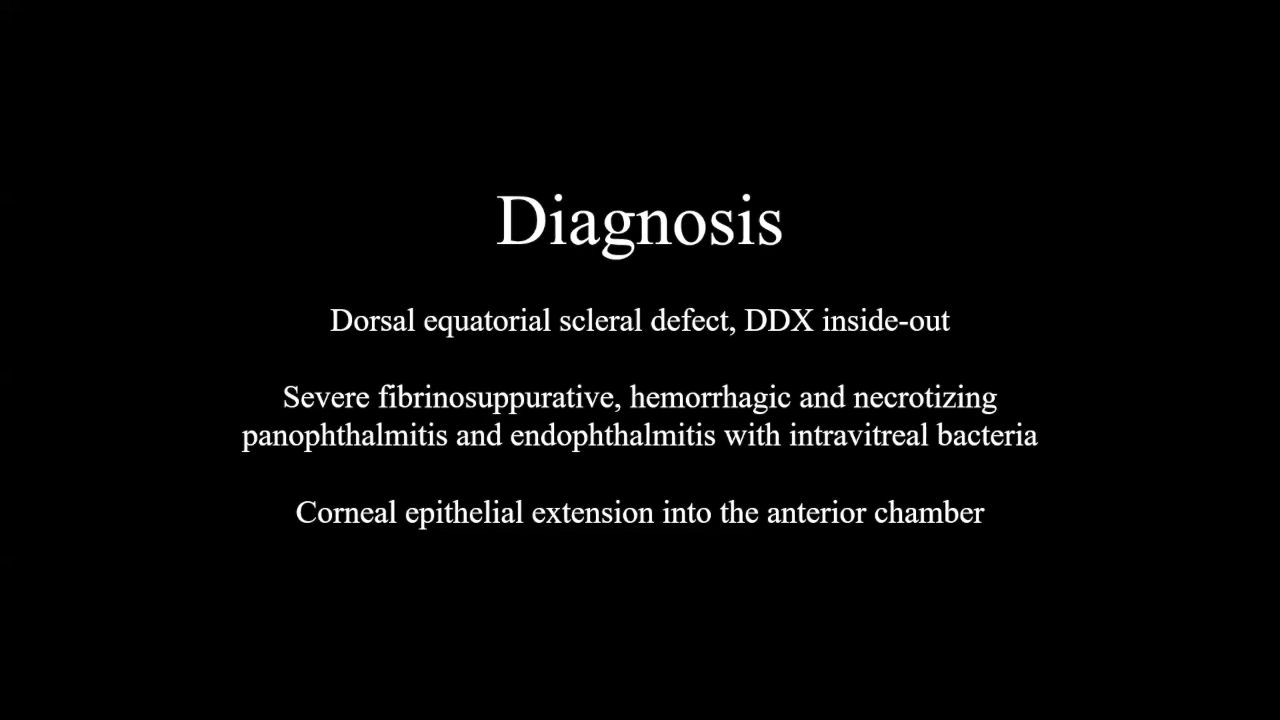 Diagnosis
Dorsal equatorial scleral defect, DDX inside-out
Severe fibrinosuppurative, hemorrhagic and necrotizing
panophthalmitis and endophthalmitis with intravitreal bacteria
Corneal epithelial extension into the anterior chamber